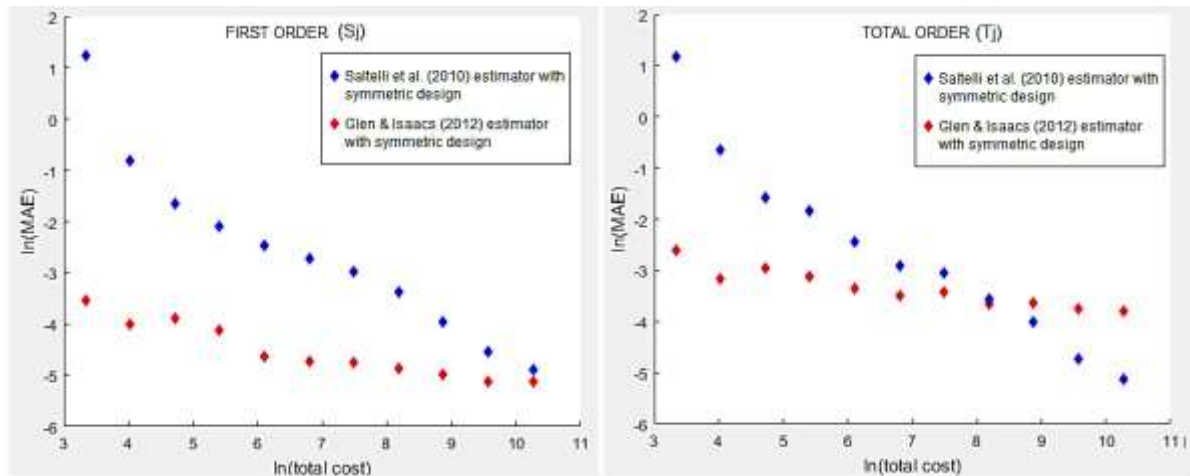 FIRST ORDER (Sj)
Saltelli et al. (2010) estimator with
symmetric design
Glen & Isaacs (2012) estimator
with symmetric design
2
1
0
-1
-2
-3
-4
-5
-6
ln(MAE)
3 4 5 6 7 8 9 10 11
ln(total cost)
TOTAL ORDER (Tj)
Saltelli et al. (2010) estimator with
symmetric design
Glen & Isaacs (2012) estimator
with symmetric design
2
1
0
-1
-2
-3
-4
-5
-6
ln(MAE)
3 4 5 6 7 8 9 10 11
ln(total cost)